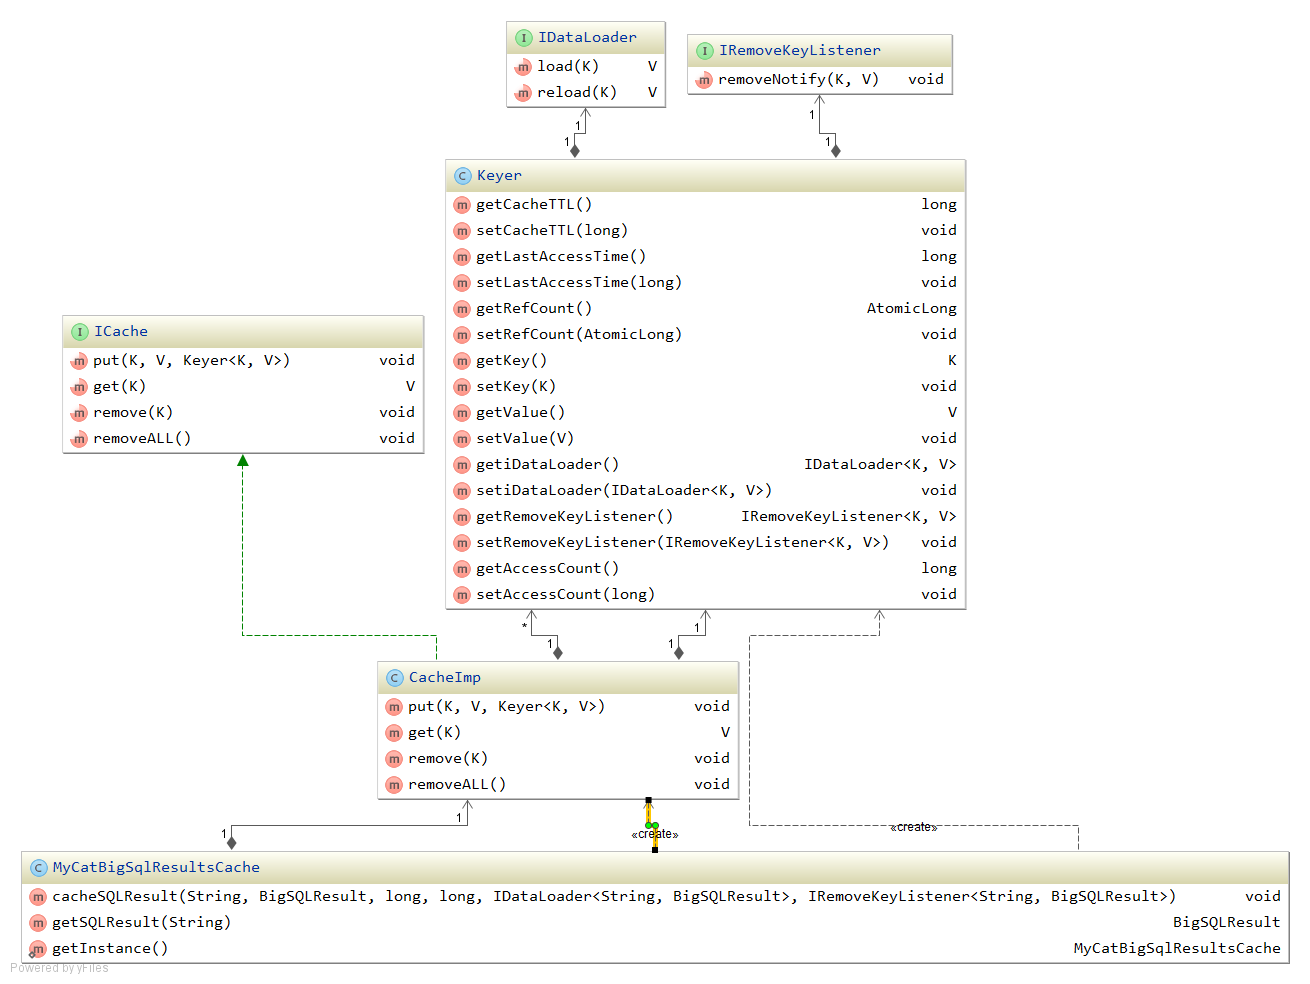 IDataLoader
load(K) V
reload(K) V
IRemoveKeyListener
removeNotify(K, V) void
1
1
1
1
Keyer
getCacheTTL() long
setCacheTTL(long) void
getLastAccessTime() long
setLastAccessTime(long) void
getRefCount() AtomicLong
setRefCount(AtomicLong) void
getKey() K
setKey(K) void
getValue() V
setValue(V) void
getiDataLoader() IDataLoader<K, V>
setiDataLoader(IDataLoader<K, V>) void
getRemoveKeyListener() IRemoveKeyListener<K, V>
setRemoveKeyListener(IRemoveKeyListener<K, V>) void
getAccessCount() long
setAccessCount(long) void
ICache
put(K, V, Keyer<K, V>) void
get(K) V
remove(K) void
removeALL() void
*
1
1
1
CacheImp
put(K, V, Keyer<K, V>) void
get(K) V
remove(K) void
removeALL() void
1
1
«create»
«create»
MyCatBigSqlResultsCache
cacheSQLResult(String, BigSQLResult, long, long, IDataLoader<String, BigSQLResult>, IRemoveKeyListener<String, BigSQLResult>) void
getSQLResult(String) BigSQLResult
getInstance() MyCatBigSqlResultsCache
Powered by yFiles